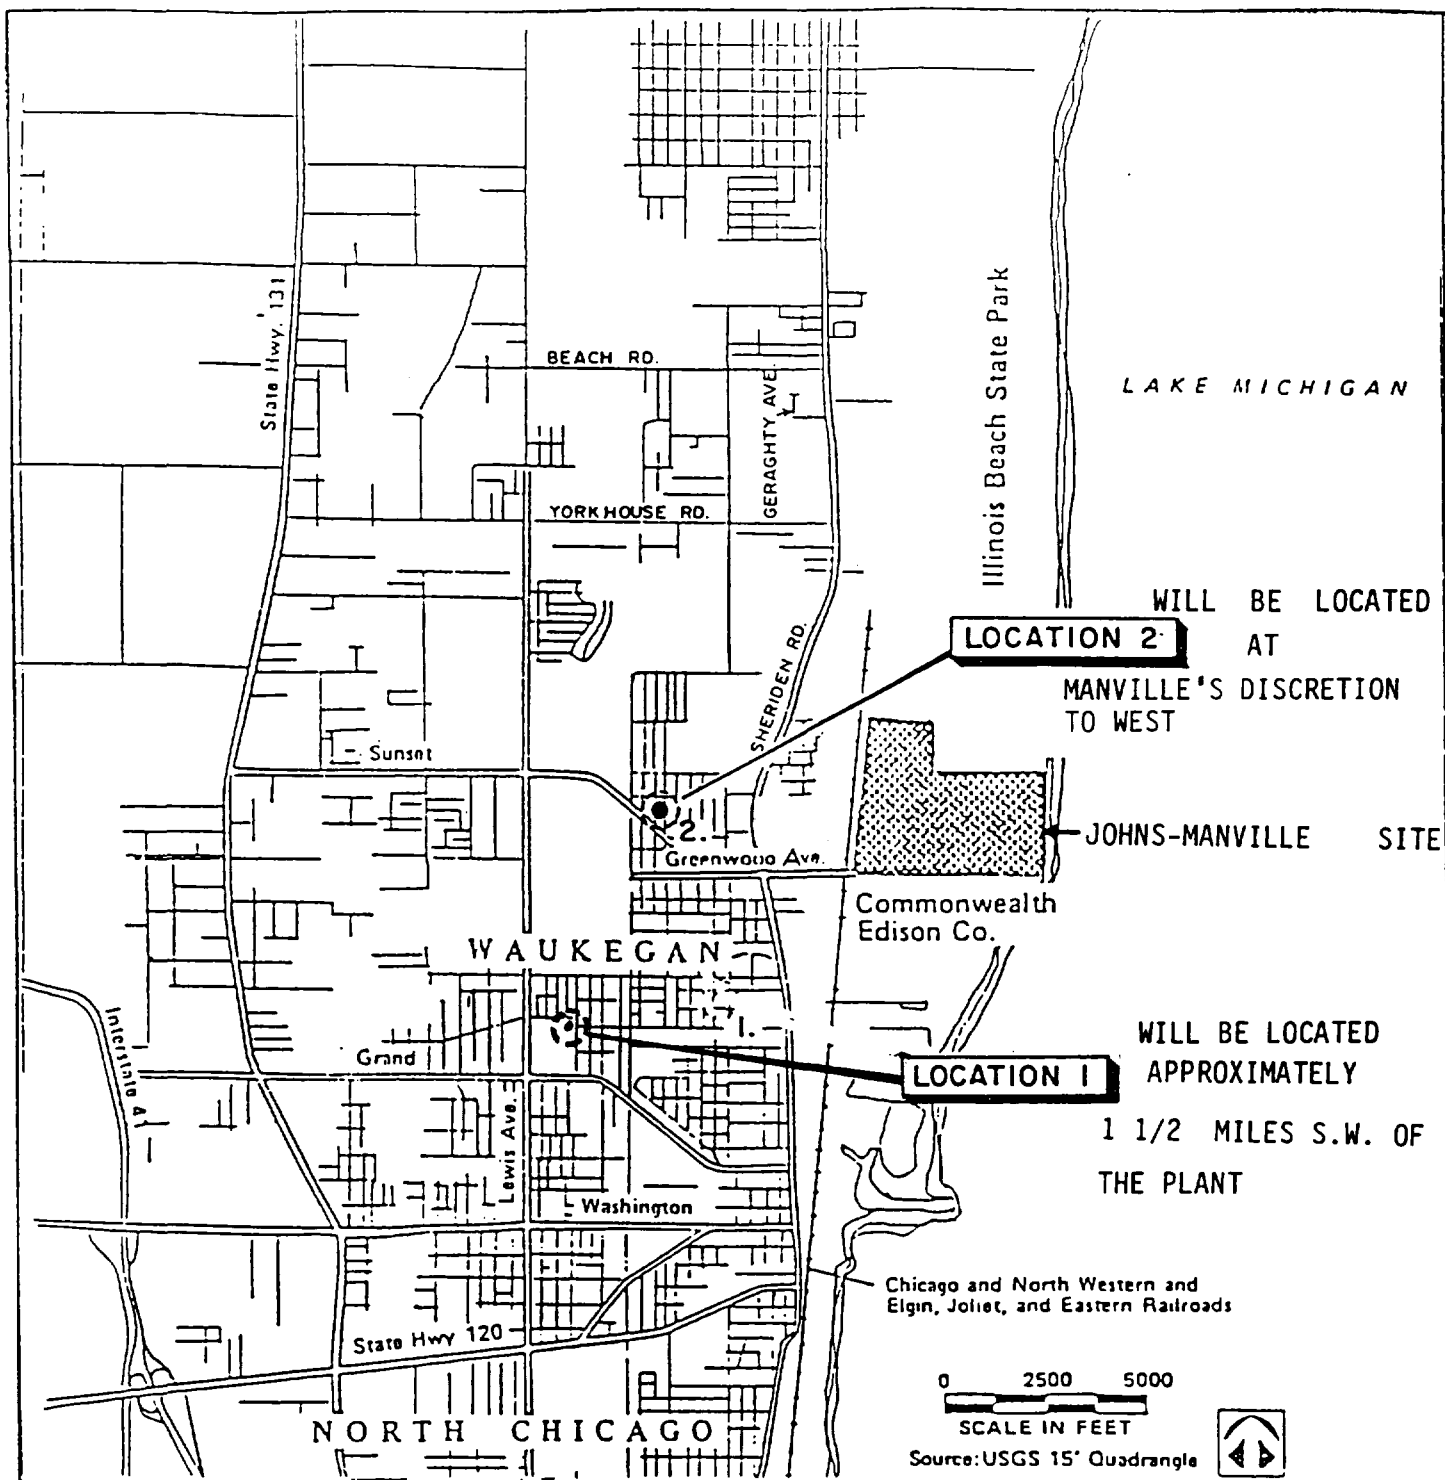 State Hwy. 131
BEACH RD.
GERAGHTY AVE.
Illinois Beach State Park
LAKE MICHIGAN
YORKHOUSE RD.
SHERIDEN RD.
LOCATION 2
WILL BE LOCATED
AT
MANVILLE'S DISCRETION
TO WEST
Sunset
2.
Greenwood Ave.
JOHNS-MANVILLE SITE
Commonwealth
Edison Co.
WAUKEGAN
Interstate 41
Grand
1.
LOCATION 1
WILL BE LOCATED
APPROXIMATELY
1 1/2 MILES S.W. OF
THE PLANT
Lewis Ave.
Washington
Chicago and North Western and
Elgin, Joliet, and Eastern Railroads
State Hwy 120
NORTH CHICAGO
0 2500 5000
SCALE IN FEET
Source: USGS 15' Quadrangle